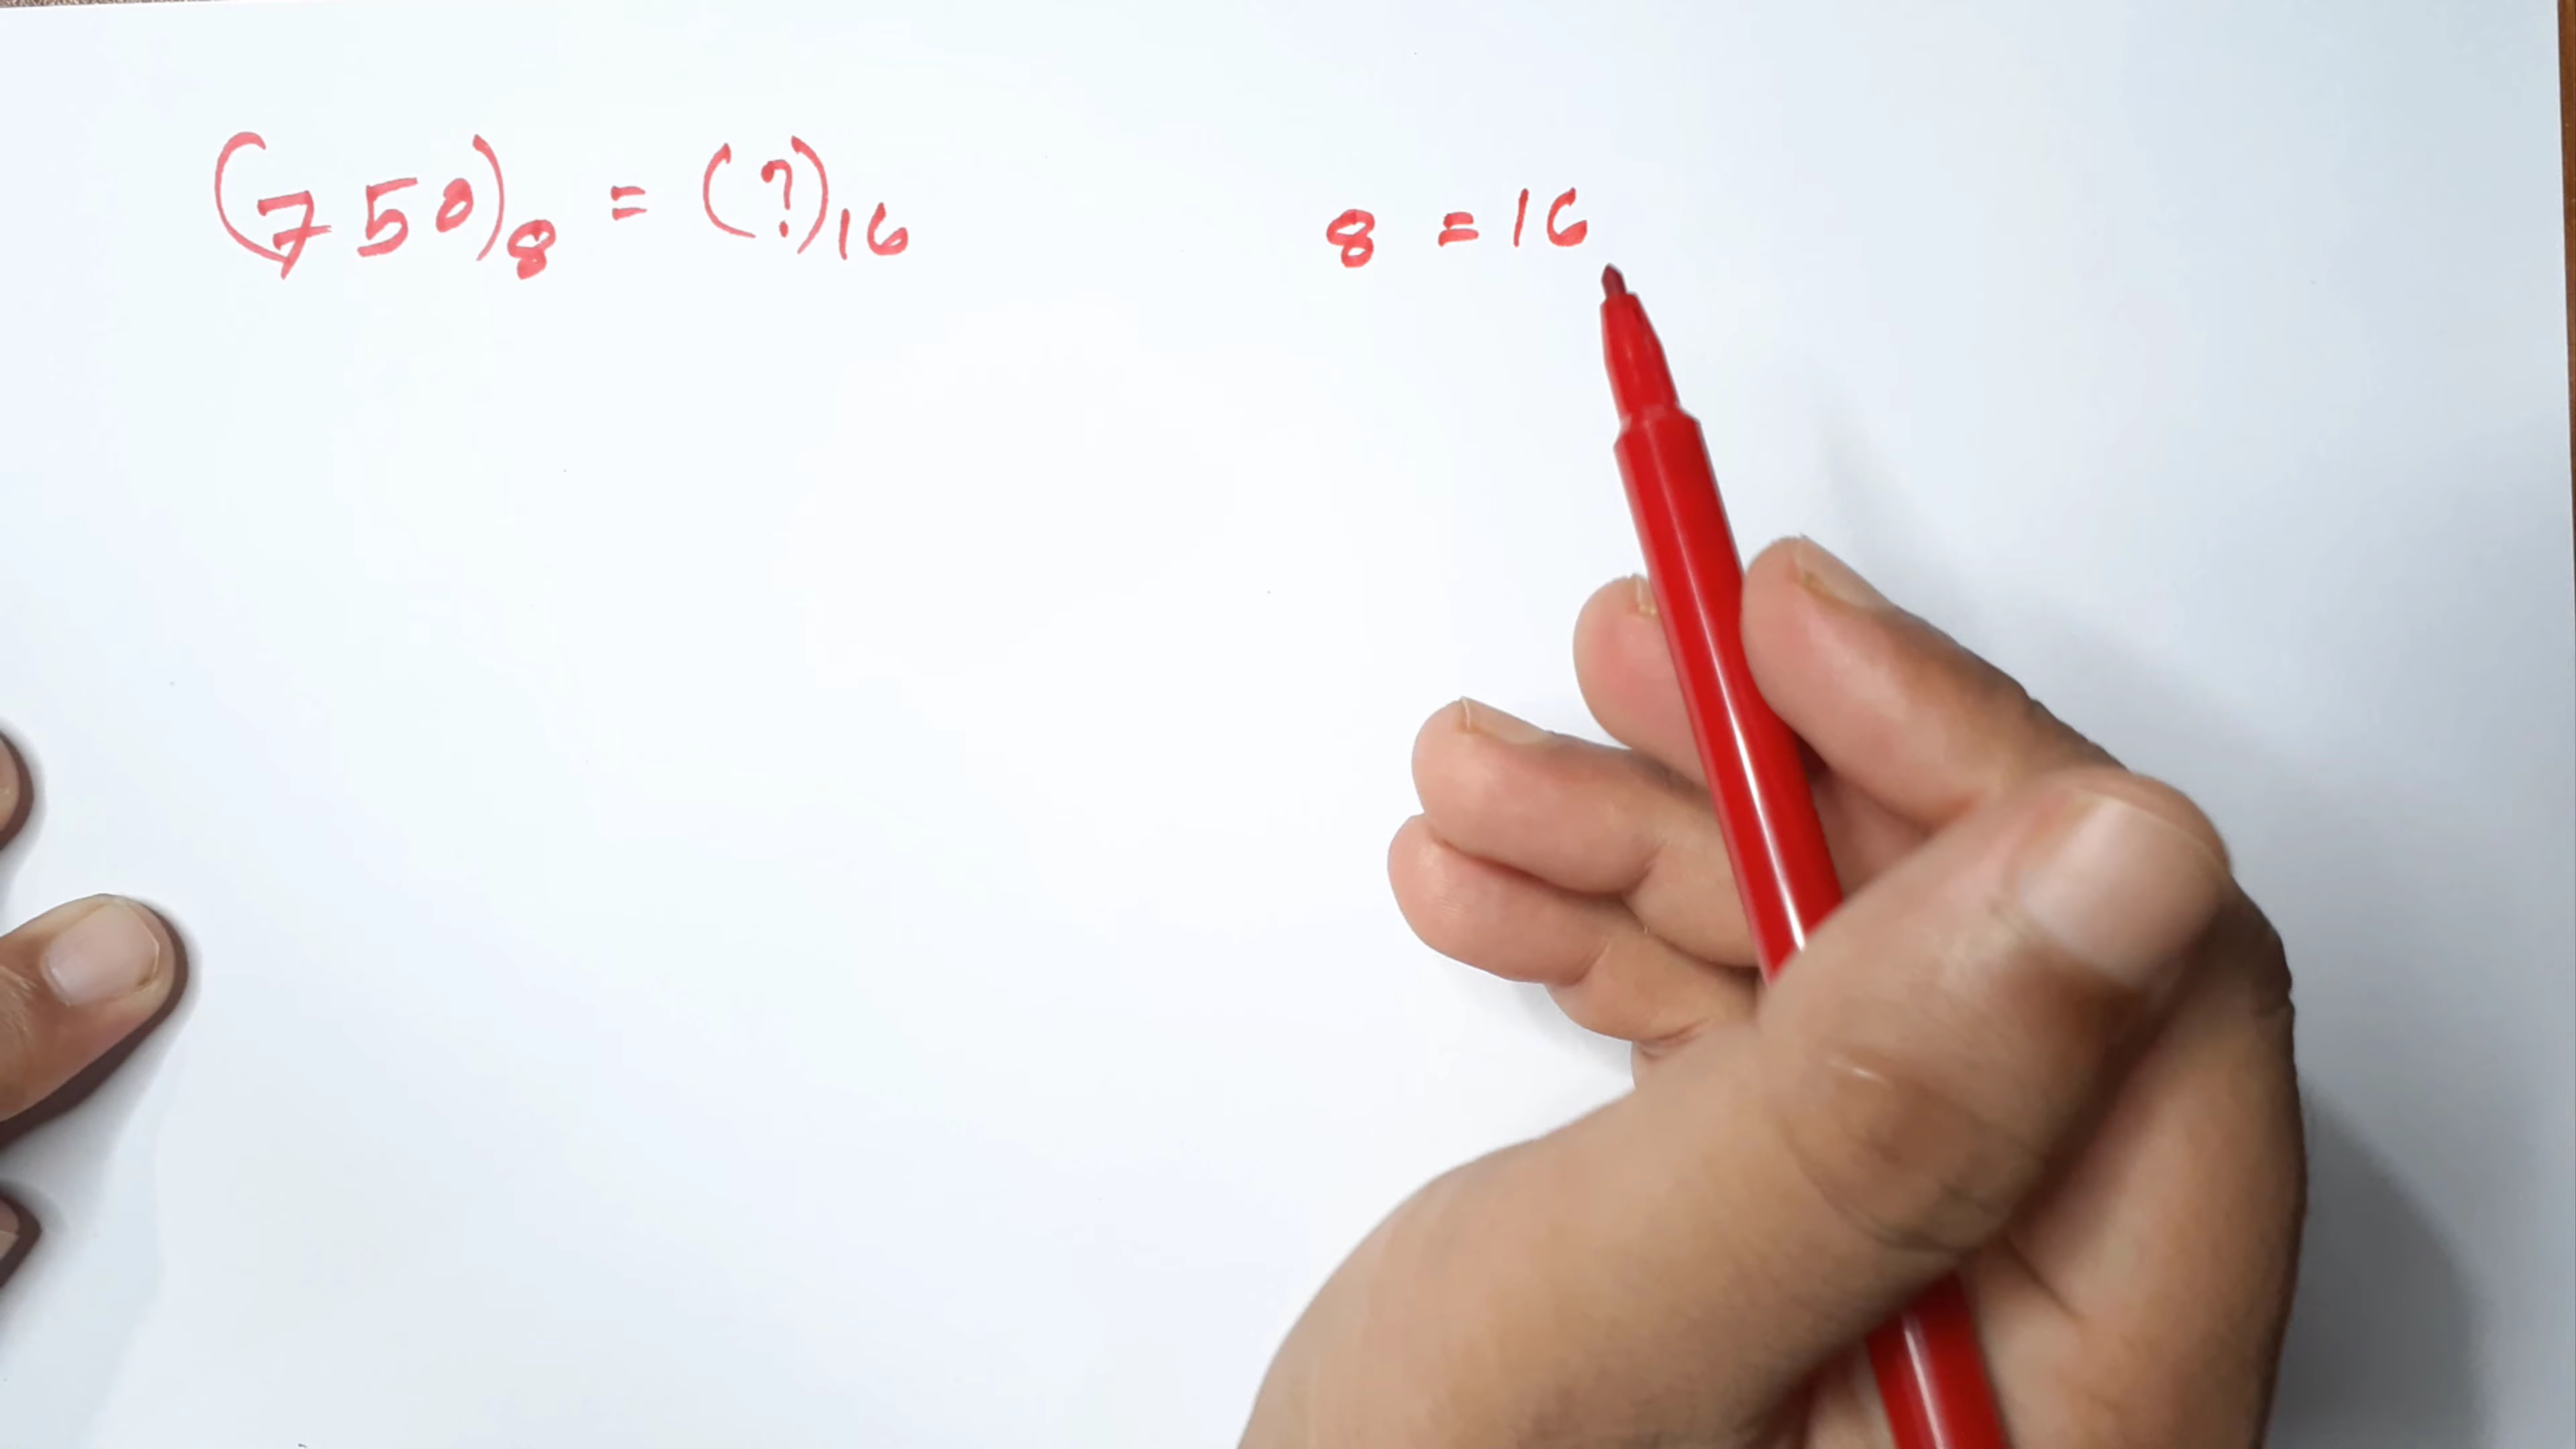 (750)₈ = (?)₁₆
8 = 16